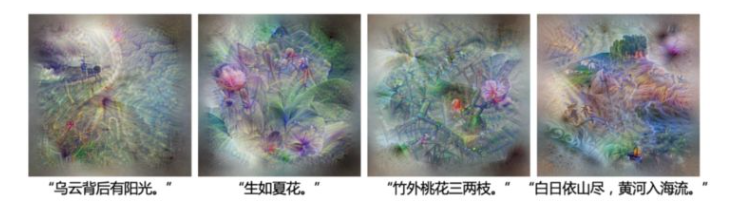 “乌云背后有阳光。”
“生如夏花。”
“竹外桃花三两枝。”
“白日依山尽，黄河入海流。”